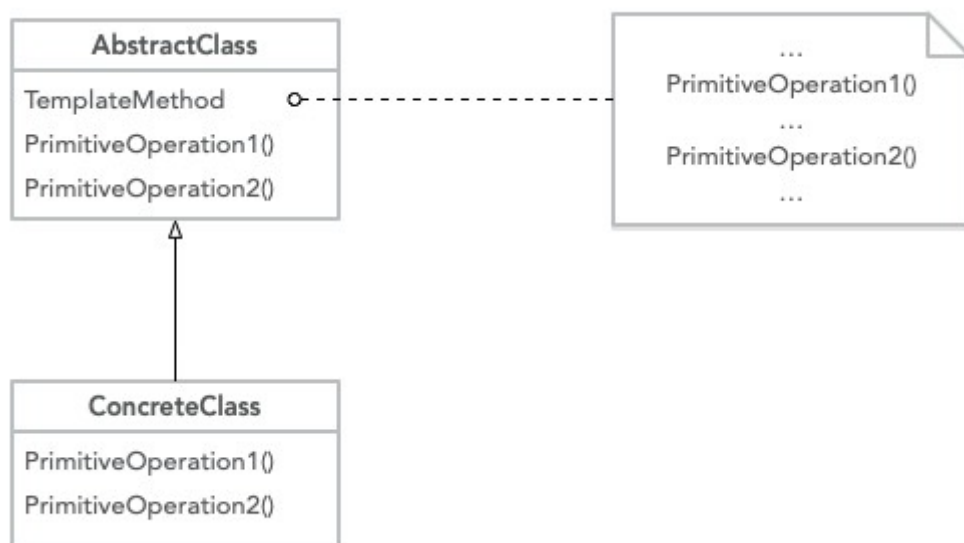 AbstractClass
TemplateMethod
PrimitiveOperation1()
PrimitiveOperation2()
...
PrimitiveOperation1()
...
PrimitiveOperation2()
...
ConcreteClass
PrimitiveOperation1()
PrimitiveOperation2()